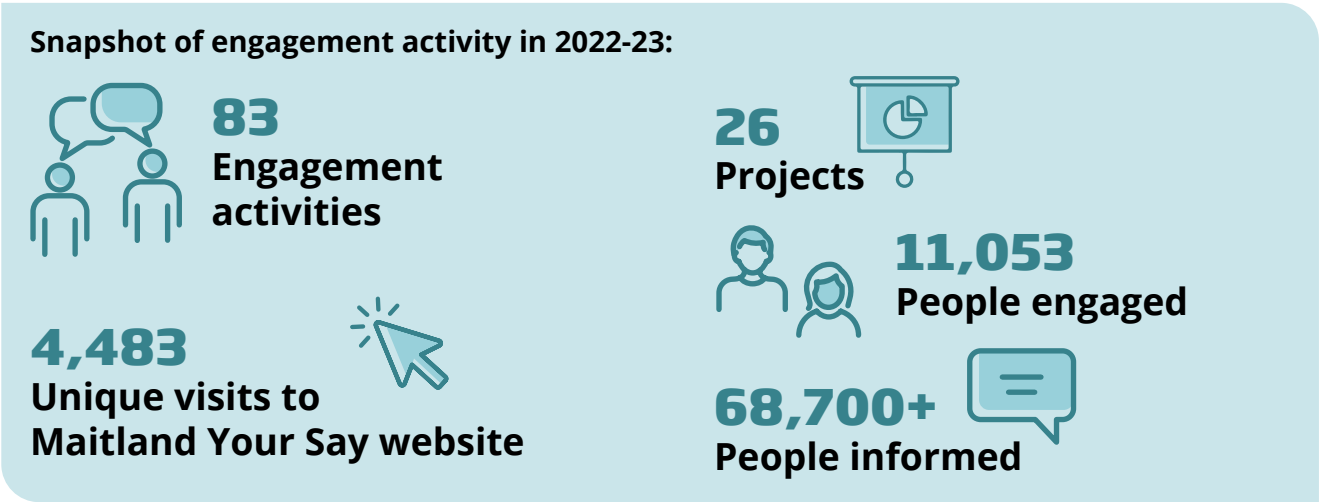 Snapshot of engagement activity in 2022-23:
83
Engagement
activities
26
Projects
11,053
People engaged
4,483
Unique visits to
Maitland Your Say website
68,700+
People informed